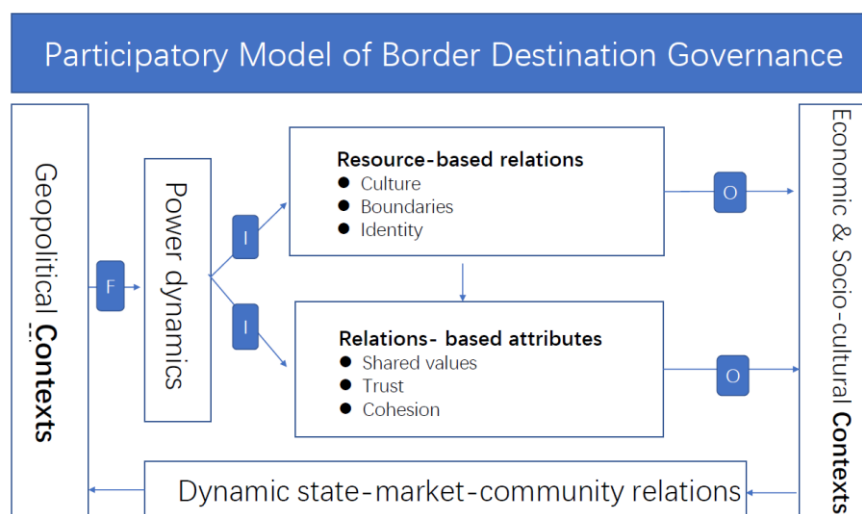 Participatory Model of Border Destination Governance
Geopolitical Contexts
F
Power dynamics
I
I
Resource-based relations
● Culture
● Boundaries
● Identity
Relations- based attributes
● Shared values
● Trust
● Cohesion
O
O
Economic & Socio-cultural Contexts
Dynamic state-market-community relations